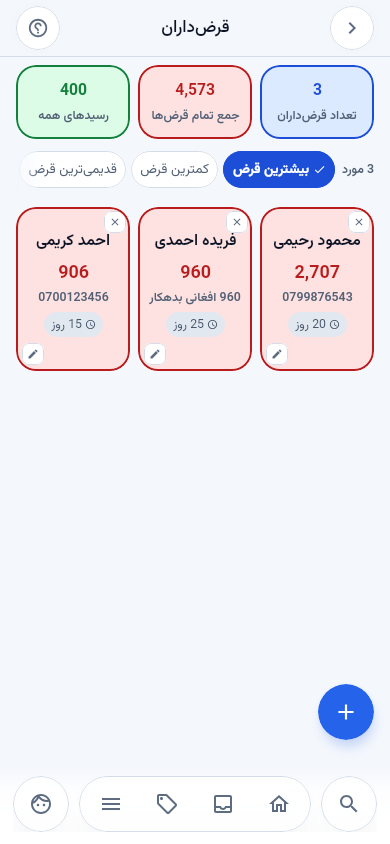 قرض‌داران
3
تعداد قرض‌داران
4,573
جمع تمام قرض‌ها
400
رسیدهای همه
3 مورد
بیشترین قرض
کمترین قرض
قدیمی‌ترین قرض
محمود رحیمی
2,707
0799876543
20 روز
فریده احمدی
960
960 افغانی بدهکار
25 روز
احمد کریمی
906
0700123456
15 روز